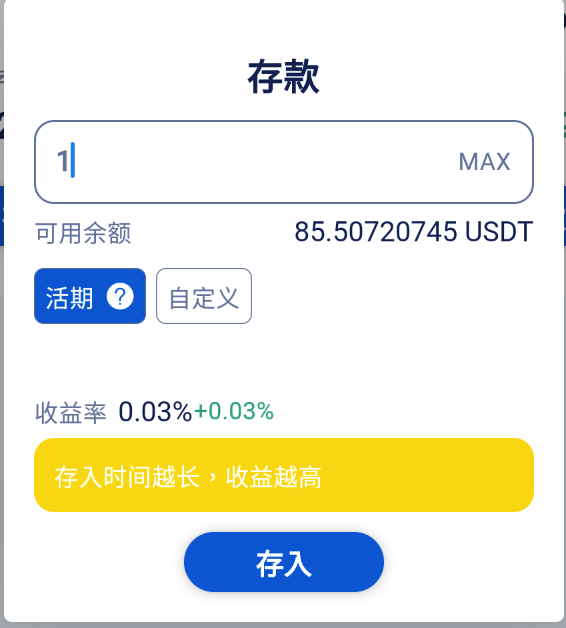 存款
1 MAX
可用余额 85.50720745 USDT
活期 ? 自定义
收益率 0.03%+0.03%
存入时间越长，收益越高
存入